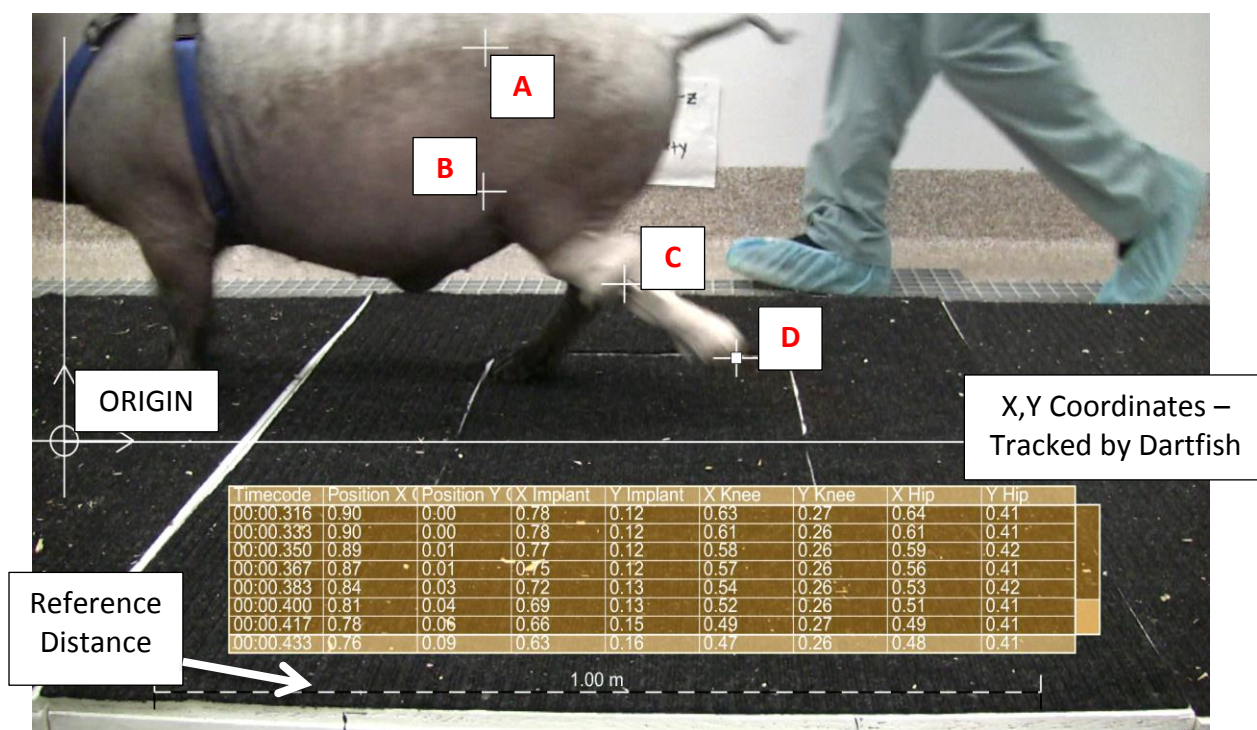 A
B
C
D
ORIGIN
X,Y Coordinates –
Tracked by Dartfish
Timecode Position X ( Position Y ( X Implant Y Implant X Knee Y Knee X Hip Y Hip
00:00.316 0.90 0.00 0.78 0.12 0.63 0.27 0.64 0.41
00:00.333 0.90 0.00 0.78 0.12 0.61 0.26 0.61 0.41
00:00.350 0.89 0.01 0.77 0.12 0.58 0.26 0.59 0.42
00:00.367 0.87 0.01 0.75 0.12 0.57 0.26 0.56 0.41
00:00.383 0.84 0.03 0.72 0.13 0.54 0.26 0.53 0.42
00:00.400 0.81 0.04 0.69 0.13 0.52 0.26 0.51 0.41
00:00.417 0.78 0.06 0.66 0.15 0.49 0.27 0.49 0.41
00:00.433 0.76 0.09 0.63 0.16 0.47 0.26 0.48 0.41
Reference
Distance
1.00 m